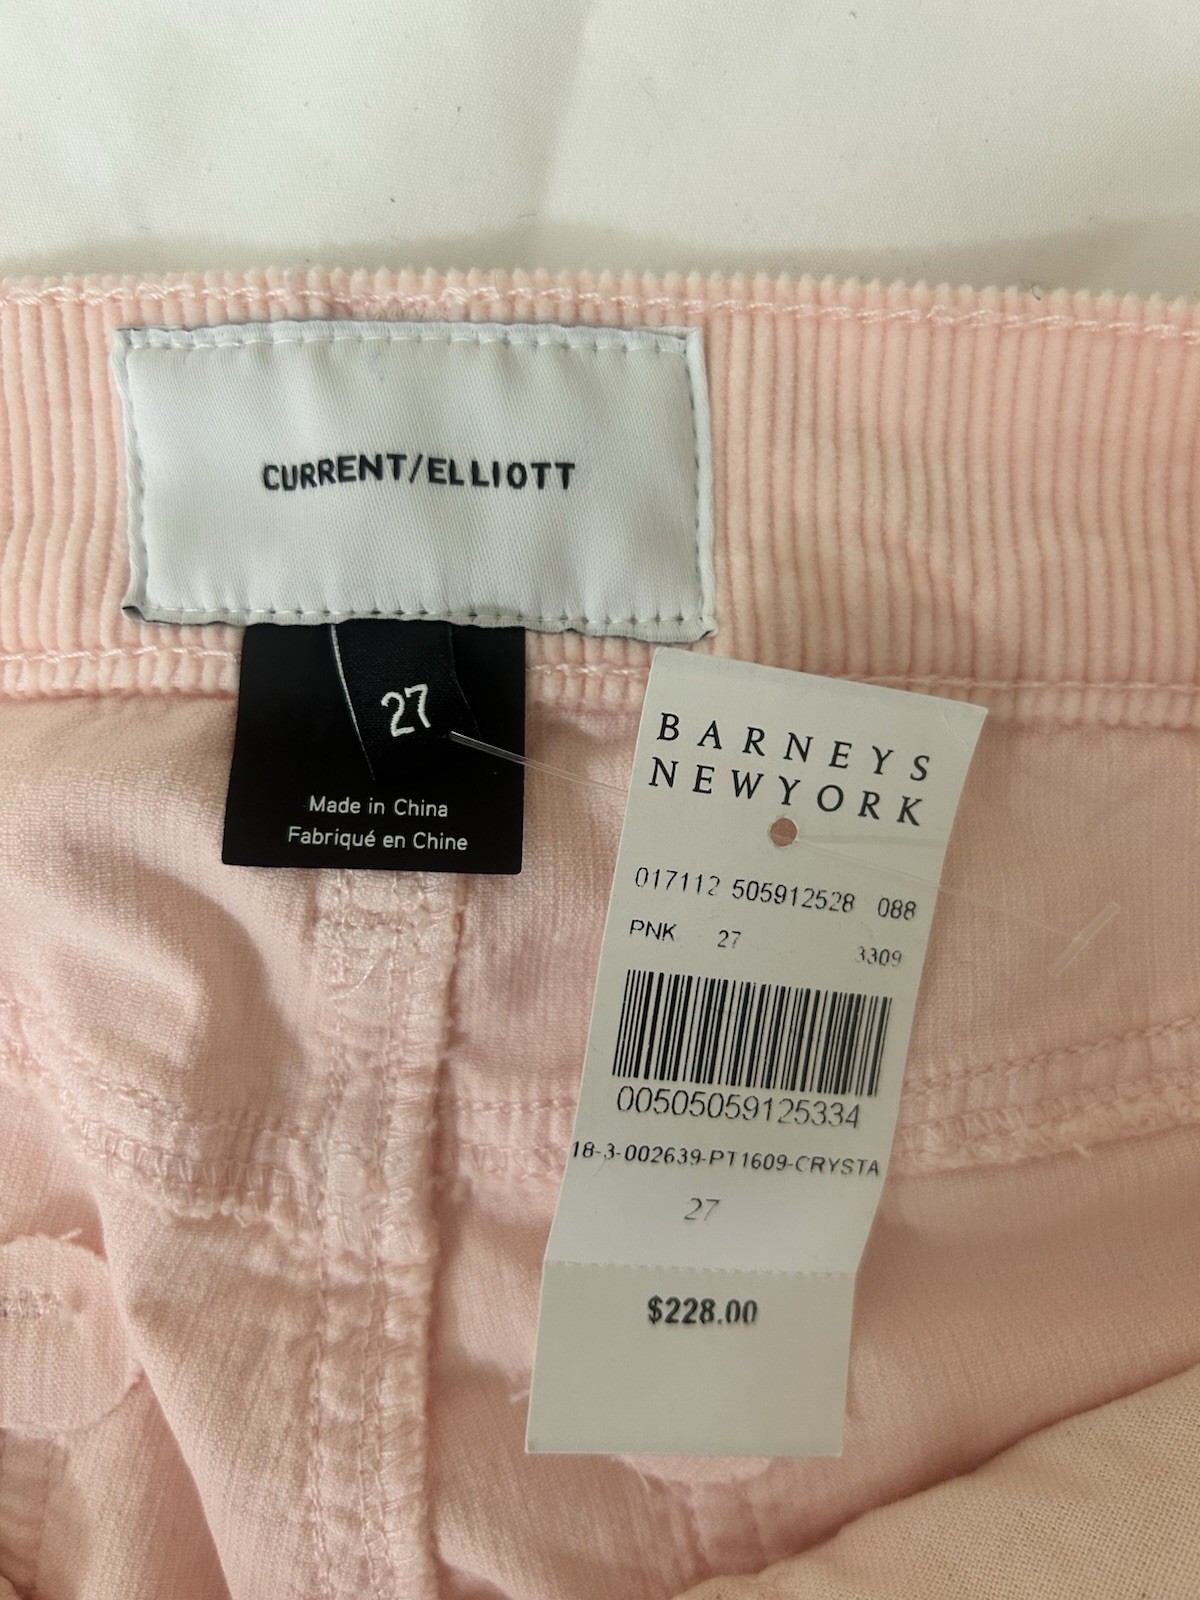 CURRENT/ELLIOTT
27
Made in China
Fabriqué en Chine
BARNEYS
NEWYORK
017112 505912528 088
PNK 27 3309
00505059125334
18-3-002639-PT1609-CRYSTA
27
$228.00